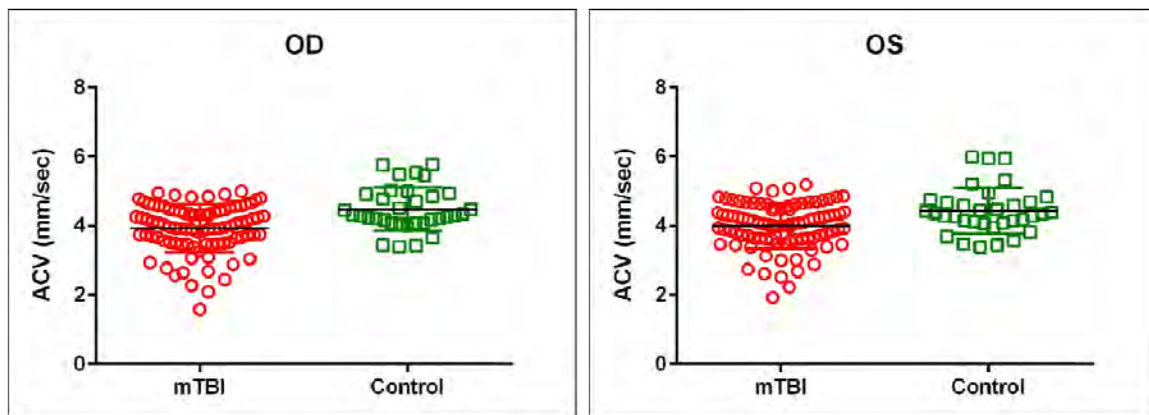 OD
ACV (mm/sec)
8
6
4
2
0
mTBI
Control
OS
ACV (mm/sec)
8
6
4
2
0
mTBI
Control